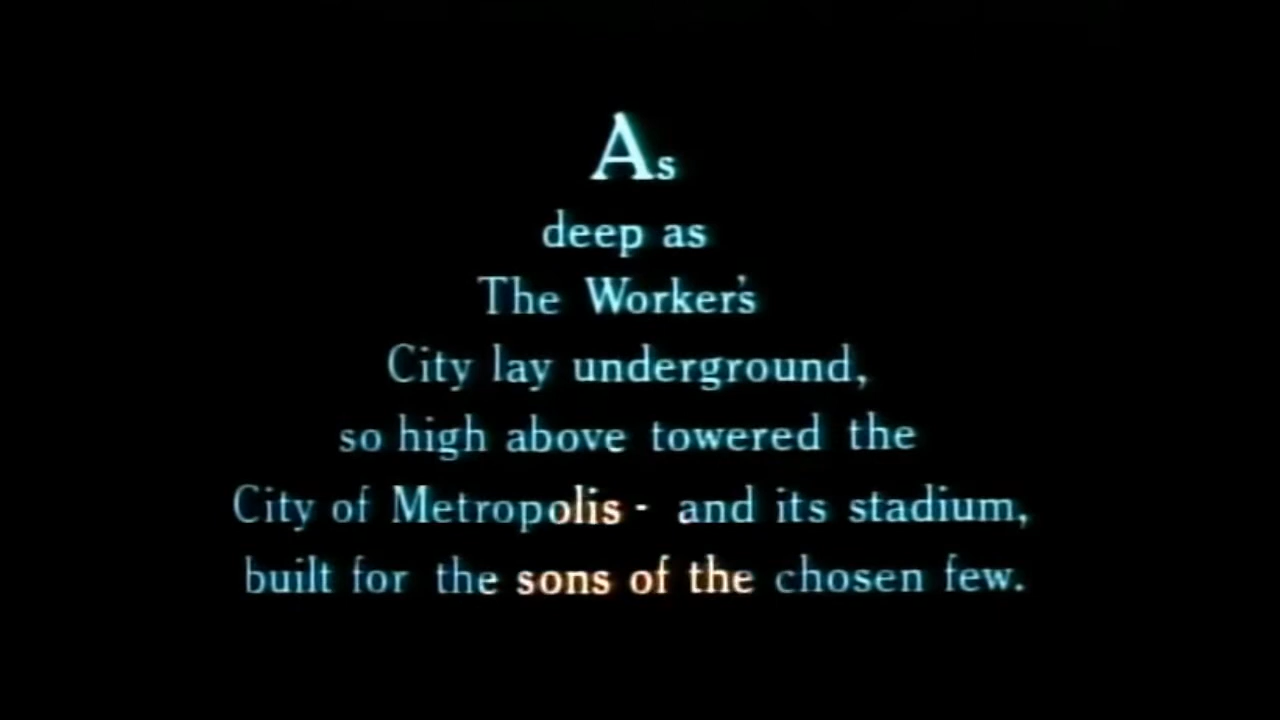 As
deep as
The Worker's
City lay underground,
so high above towered the
City of Metropolis - and its stadium,
built for the sons of the chosen few.